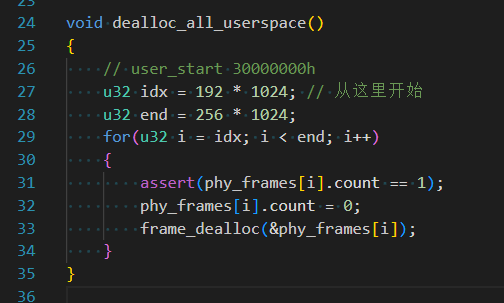 24 void dealloc_all_userspace()
25 {
26 // user_start 30000000h
27 u32 idx = 192 * 1024; // 从这里开始
28 u32 end = 256 * 1024;
29 for(u32 i = idx; i < end; i++)
30 {
31 assert(phy_frames[i].count == 1);
32 phy_frames[i].count = 0;
33 frame_dealloc(&phy_frames[i]);
34 }
35 }
36